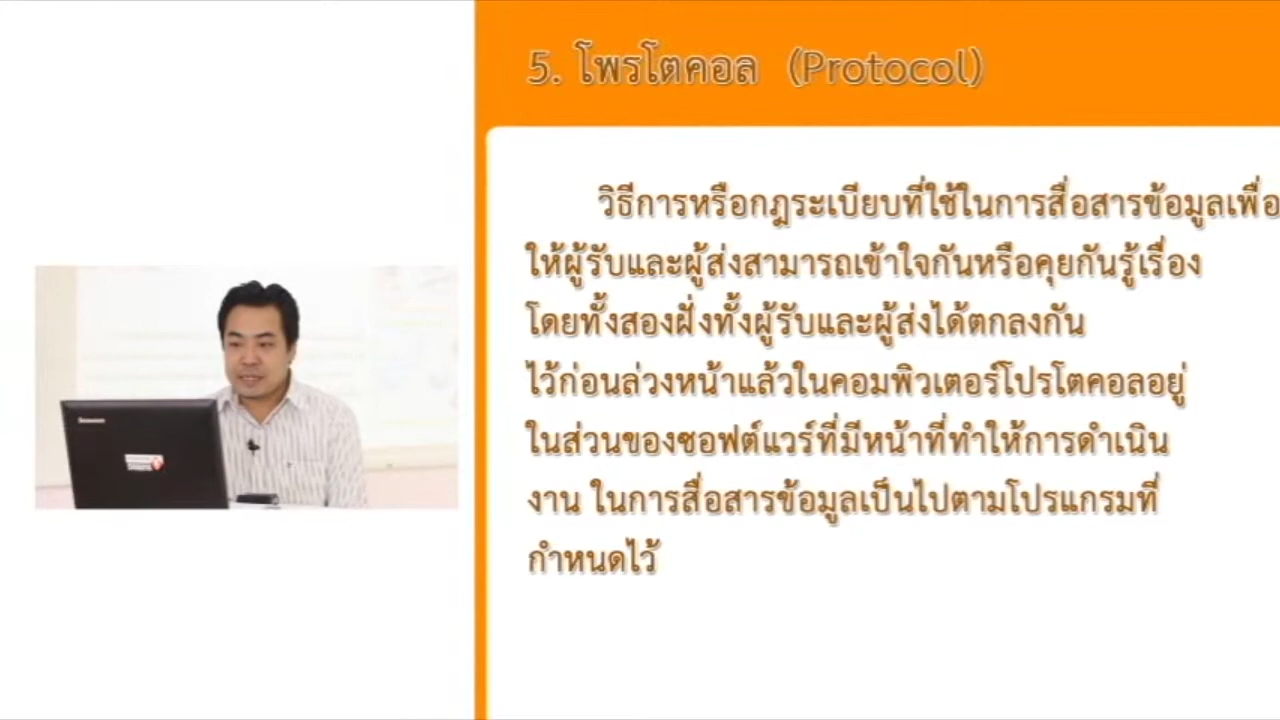 5. โพรโตคอล (Protocol)
วิธีการหรือกฎระเบียบที่ใช้ในการสื่อสารข้อมูลเพื่อ
ให้ผู้รับและผู้ส่งสามารถเข้าใจกันหรือคุยกันรู้เรื่อง
โดยทั้งสองฝั่งทั้งผู้รับและผู้ส่งได้ตกลงกัน
ไว้ก่อนล่วงหน้าแล้วในคอมพิวเตอร์โปรโตคอลอยู่
ในส่วนของซอฟต์แวร์ที่มีหน้าที่ทำให้การดำเนิน
งาน ในการสื่อสารข้อมูลเป็นไปตามโปรแกรมที่
กำหนดไว้